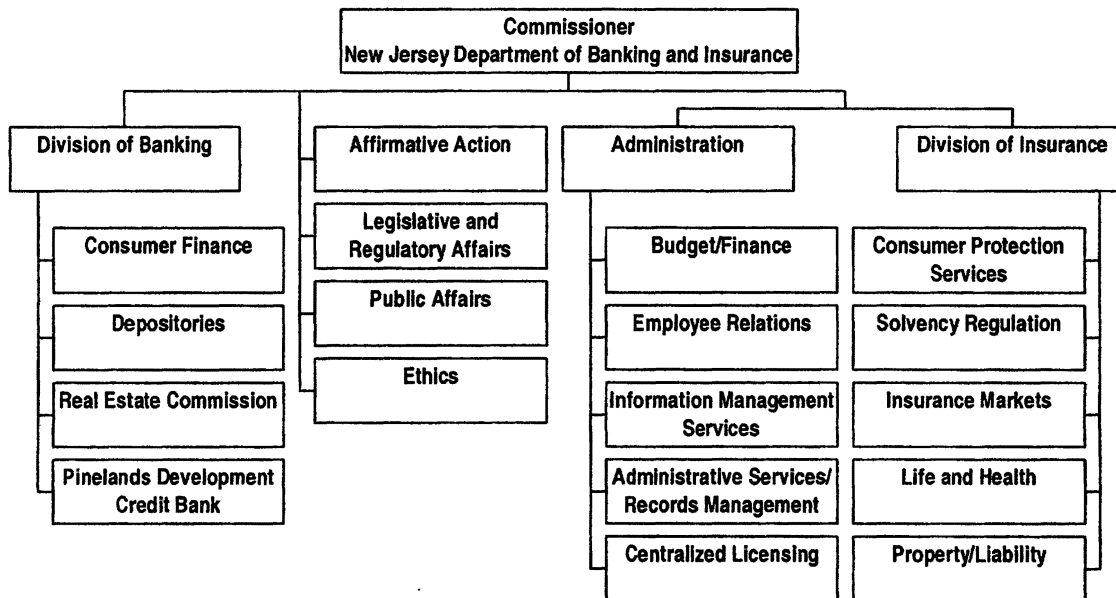 Commissioner
New Jersey Department of Banking and Insurance
Division of Banking
Consumer Finance
Depositories
Real Estate Commission
Pinelands Development
Credit Bank
Affirmative Action
Legislative and
Regulatory Affairs
Public Affairs
Ethics
Administration
Budget/Finance
Employee Relations
Information Management
Services
Administrative Services/
Records Management
Centralized Licensing
Division of Insurance
Consumer Protection
Services
Solvency Regulation
Insurance Markets
Life and Health
Property/Liability